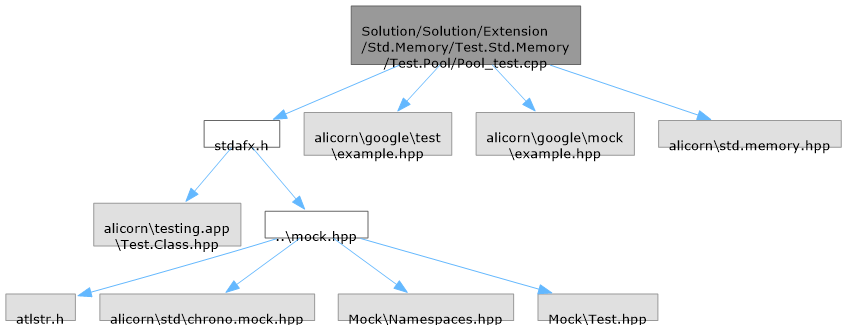 Solution/Solution/Extension
/Std.Memory/Test.Std.Memory
/Test.Pool/Pool_test.cpp
stdafx.h
alicorn\google\test
\example.hpp
alicorn\google\mock
\example.hpp
alicorn\std.memory.hpp
alicorn\testing.app
\Test.Class.hpp
..\mock.hpp
atlstr.h
alicorn\std\chrono.mock.hpp
Mock\Namespaces.hpp
Mock\Test.hpp